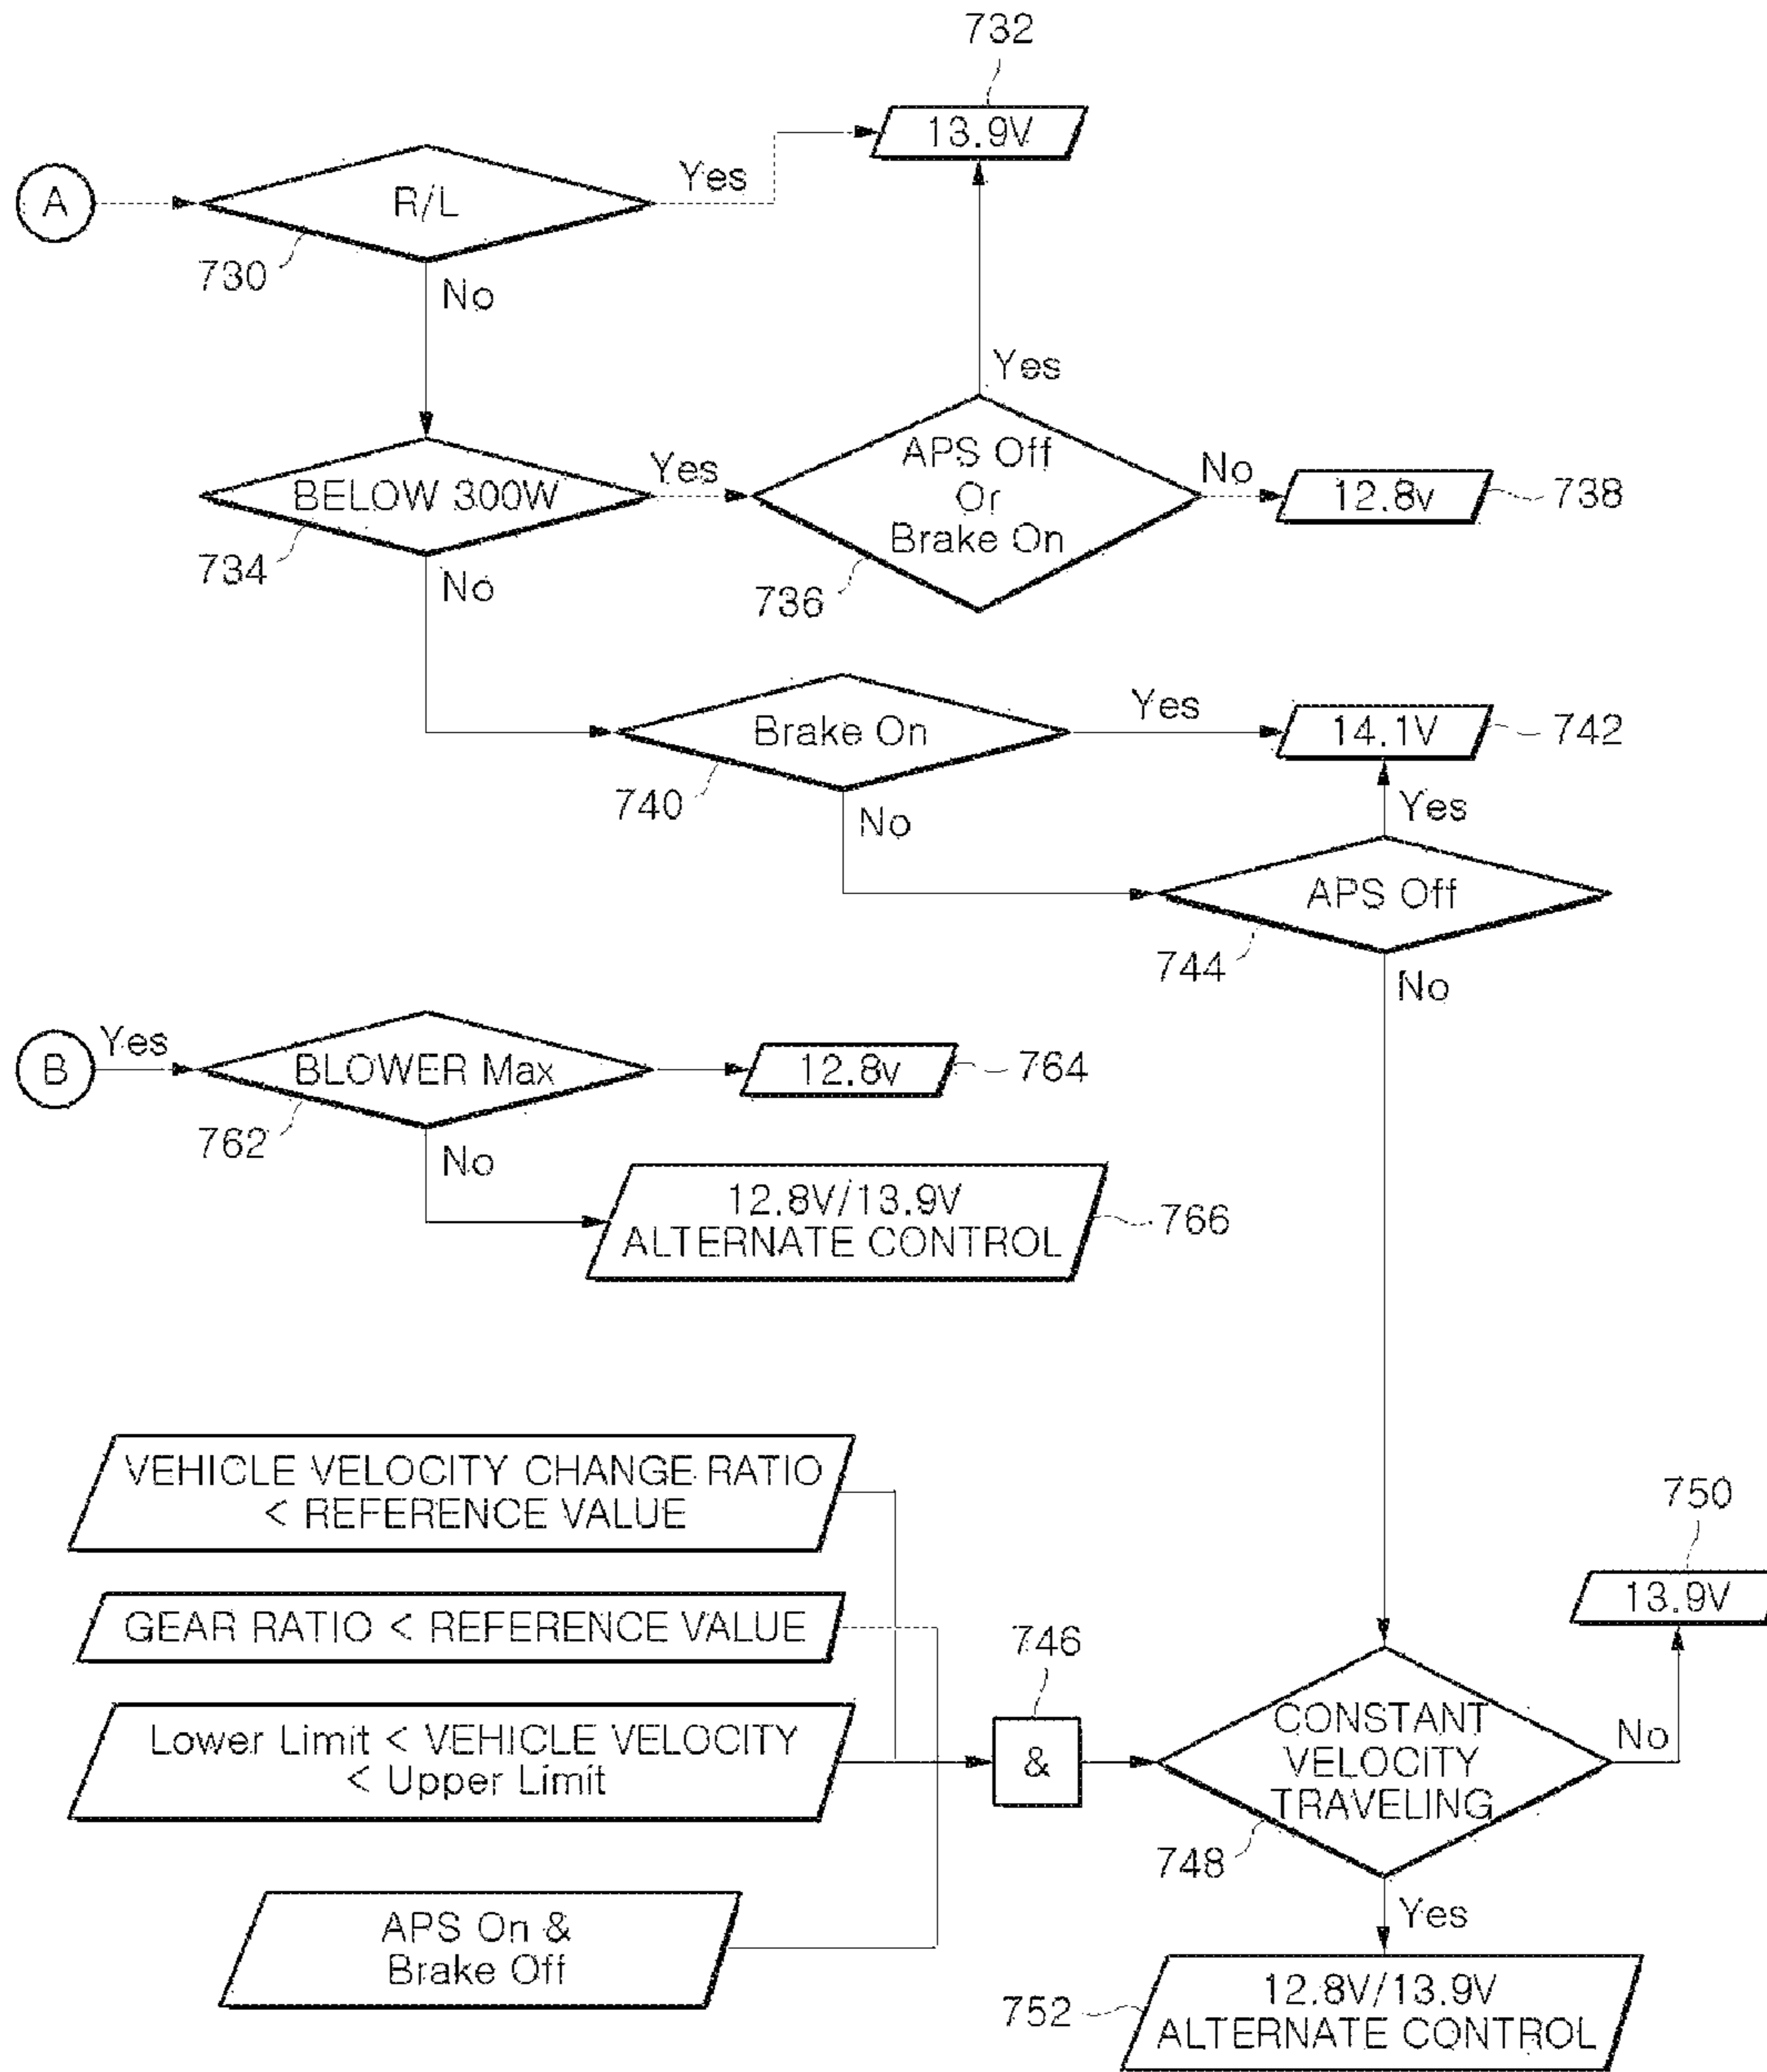 732
13.9V
A
R/L
Yes
730
No
Yes
BELOW 300W
Yes
APS Off
Or
Brake On
No
12.8v
738
734
No
736
Brake On
Yes
14.1V
742
740
No
Yes
APS Off
744
No
B
Yes
BLOWER Max
12.8v
764
762
No
12.8V/13.9V
ALTERNATE CONTROL
766
VEHICLE VELOCITY CHANGE RATIO
< REFERENCE VALUE
750
13.9V
GEAR RATIO < REFERENCE VALUE
746
Lower Limit < VEHICLE VELOCITY
< Upper Limit
&
CONSTANT
VELOCITY
TRAVELING
No
748
Yes
APS On &
Brake Off
752
12.8V/13.9V
ALTERNATE CONTROL